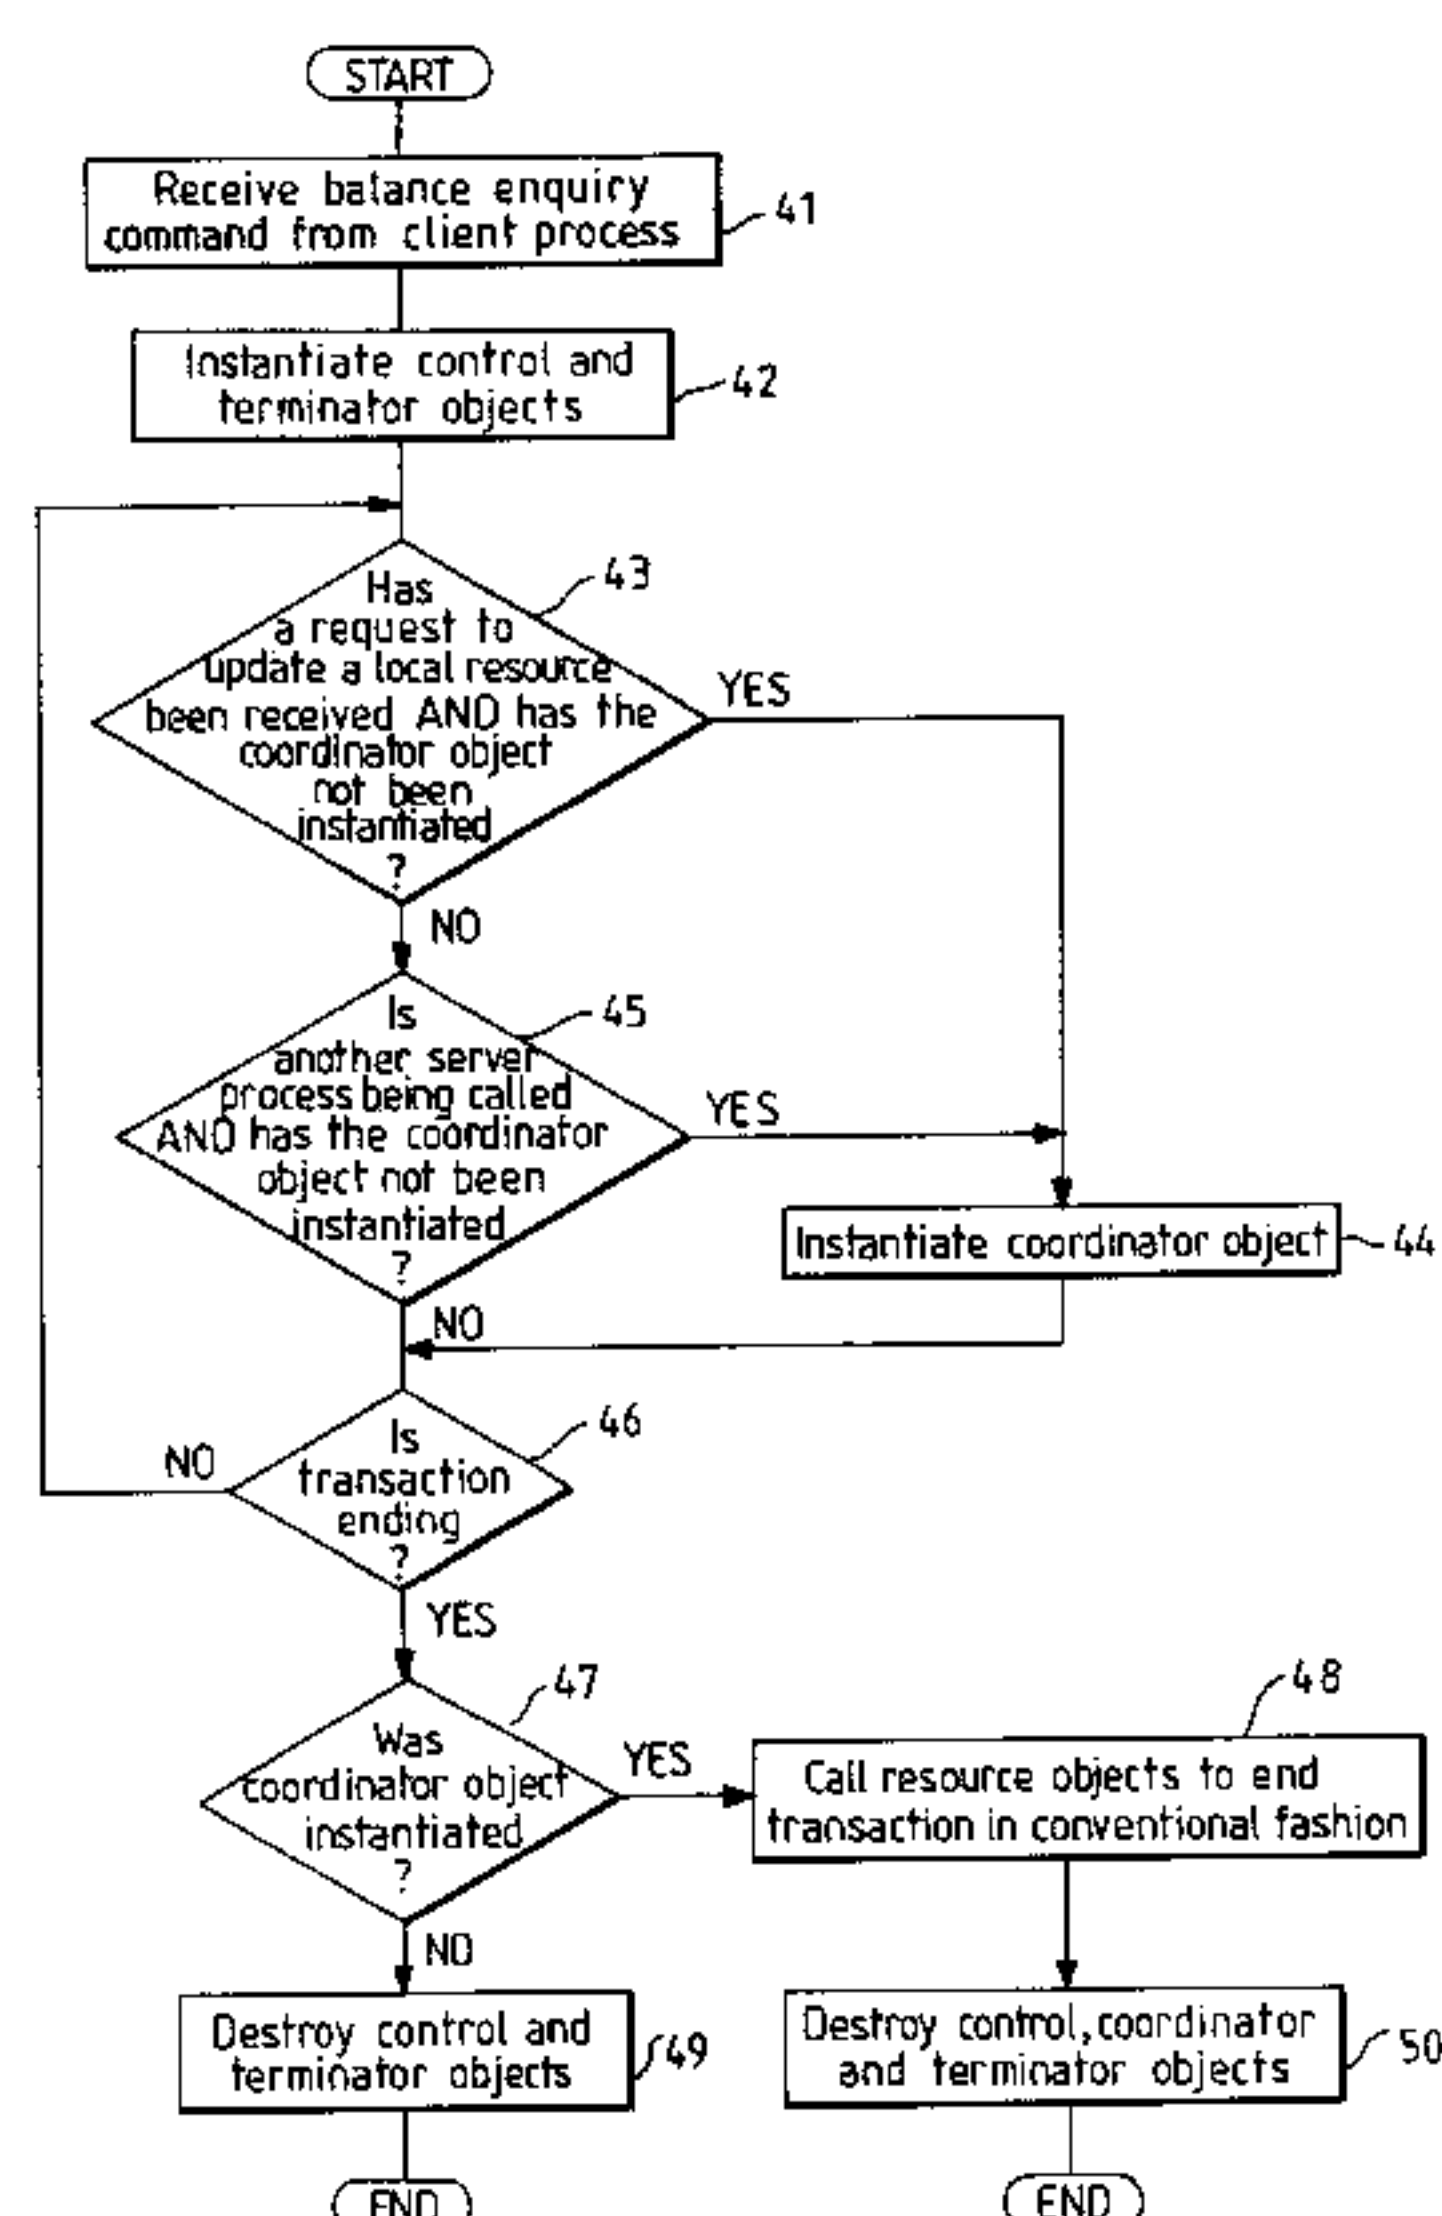 START
Receive balance enquiry
command from client process
41
Instantiate control and
terminator objects
42
43
Has
a request to
update a local resource
been received AND has the
coordinator object
not been
instantiated
?
YES
NO
45
Is
another server
process being called
AND has the coordinator
object not been
instantiated
?
YES
Instantiate coordinator object
44
NO
46
Is
transaction
ending
?
NO
YES
47
Was
coordinator object
instantiated
?
YES
48
Call resource objects to end
transaction in conventional fashion
NO
Destroy control and
terminator objects
49
Destroy control, coordinator
and terminator objects
50
END
END